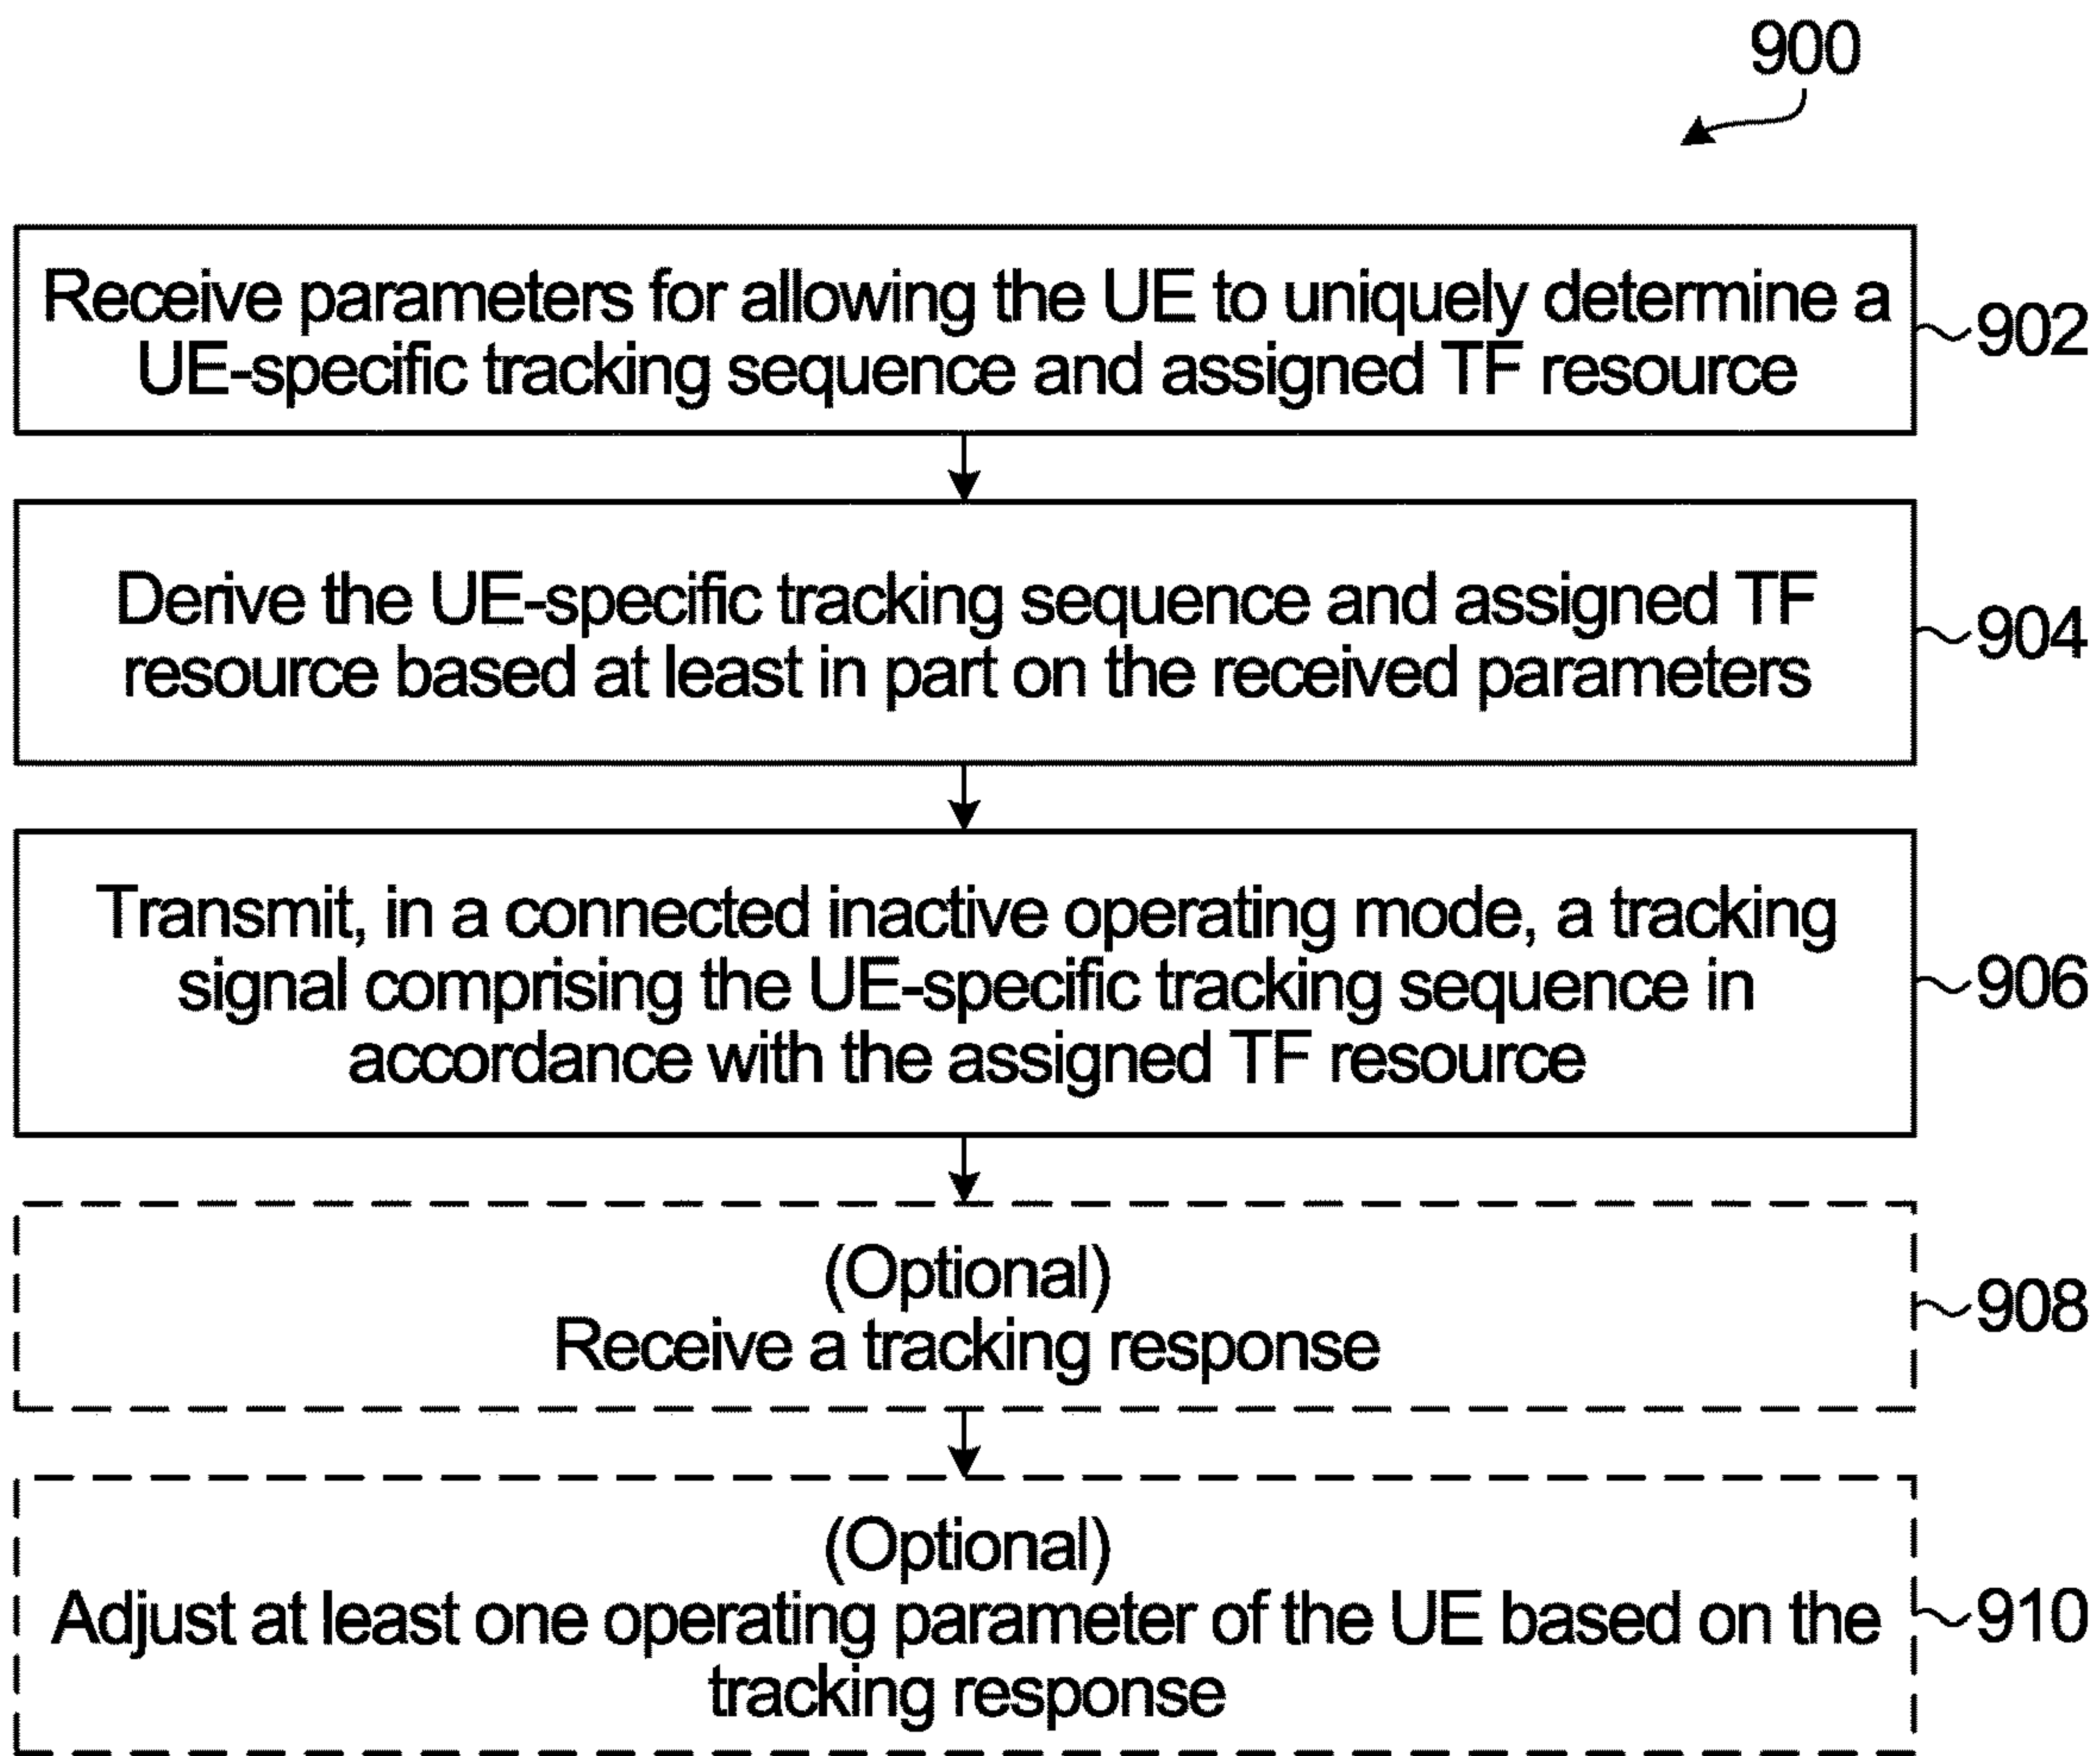 900
Receive parameters for allowing the UE to uniquely determine a
UE-specific tracking sequence and assigned TF resource
902
Derive the UE-specific tracking sequence and assigned TF
resource based at least in part on the received parameters
904
Transmit, in a connected inactive operating mode, a tracking
signal comprising the UE-specific tracking sequence in
accordance with the assigned TF resource
906
(Optional)
Receive a tracking response
908
(Optional)
Adjust at least one operating parameter of the UE based on the
tracking response
910